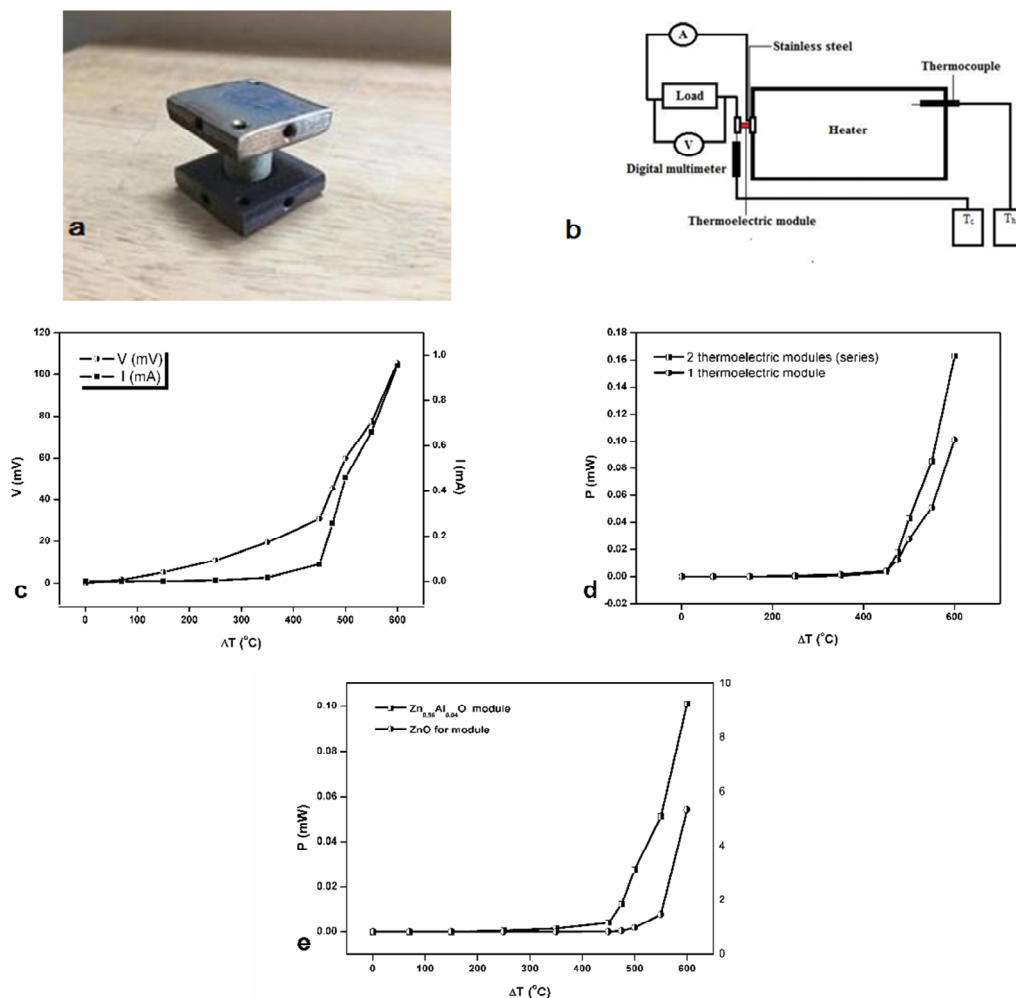 a
A
Stainless steel
Thermocouple
Load
Heater
V
Digital multimeter
Thermoelectric module
Tc
Th
b
120
100
80
60
40
20
0
V (mV)
V (mV)
I (mA)
1.0
0.8
0.6
0.4
0.2
0.0
I (mA)
0 100 200 300 400 500 600
ΔT (°C)
c
0.18
0.16
0.14
0.12
0.10
0.08
0.06
0.04
0.02
0.00
-0.02
P (mW)
2 thermoelectric modules (series)
1 thermoelectric module
0 200 400 600
ΔT (°C)
d
0.10
0.08
0.06
0.04
0.02
0.00
P (mW)
Zn0.96Al0.04O module
ZnO for module
10
8
6
4
2
0
0 100 200 300 400 500 600
ΔT (°C)
e